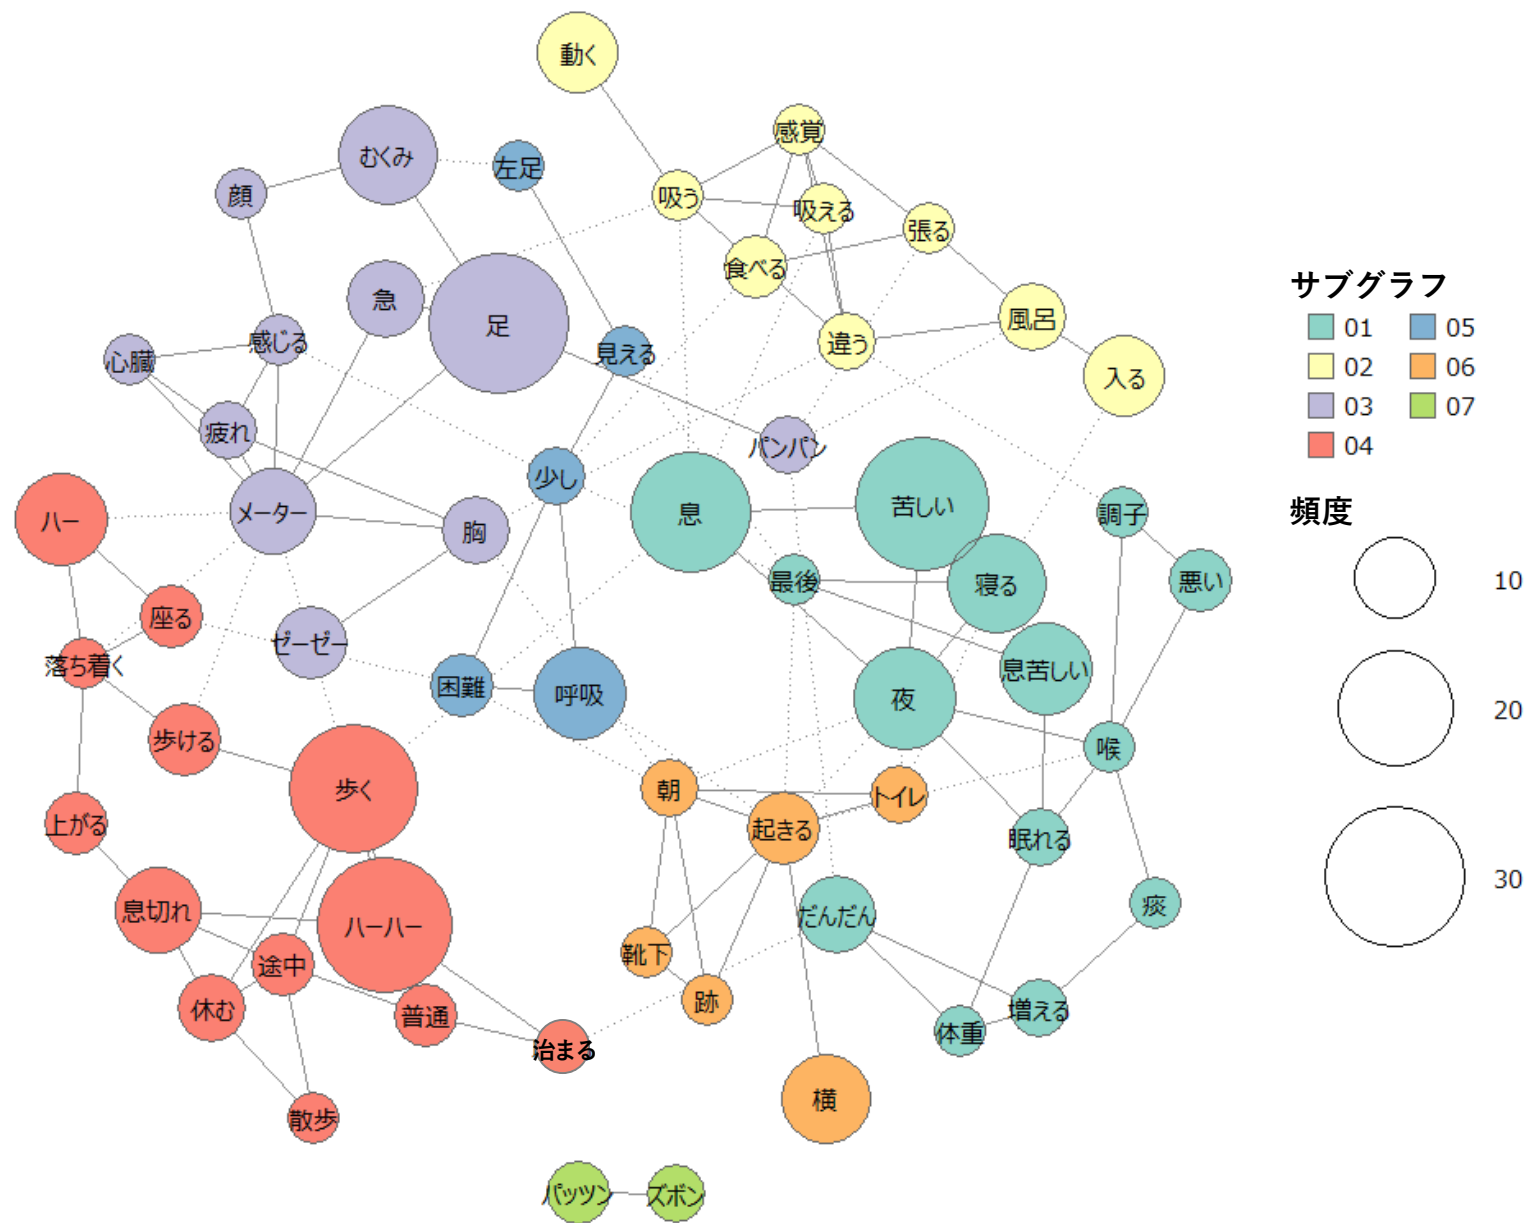 動く
感覚
むくみ
左足
顔
吸う
吸える
張る
食べる
急
足
感じる
心臓
見える
違う
風呂
入る
疲れ
パンパン
少し
メーター
胸
ハー
息
苦しい
調子
最後
寝る
悪い
座る
ゼーゼー
落ち着く
困難
呼吸
夜
息苦しい
歩ける
歩く
喉
朝
トイレ
起きる
上がる
眠れる
息切れ
ハーハー
だんだん
痰
途中
靴下
休む
普通
跡
増える
体重
治まる
横
散歩
パッツン
ズボン
サブグラフ
01
05
02
06
03
07
04
頻度
10
20
30